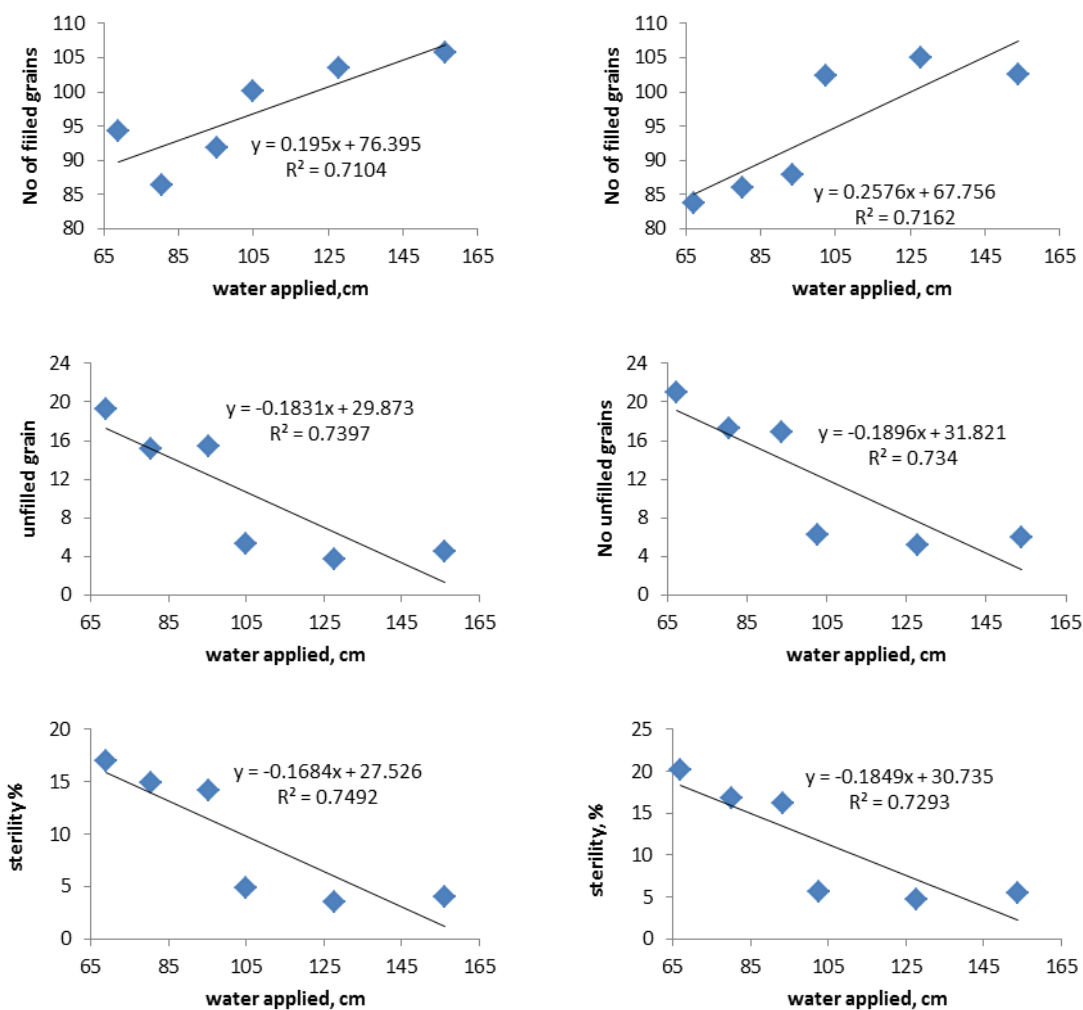 No of fiilled grains
110
105
100
95
90
85
80
y = 0.195x + 76.395
R² = 0.7104
65 85 105 125 145 165
water applied,cm
No of filled grains
110
105
100
95
90
85
80
y = 0.2576x + 67.756
R² = 0.7162
65 85 105 125 145 165
water applied, cm
unfilled grain
24
20
16
12
8
4
0
y = -0.1831x + 29.873
R² = 0.7397
65 85 105 125 145 165
water applied, cm
No unfilled grains
24
20
16
12
8
4
0
y = -0.1896x + 31.821
R² = 0.734
65 85 105 125 145 165
water applied, cm
sterility%
20
15
10
5
0
y = -0.1684x + 27.526
R² = 0.7492
65 85 105 125 145 165
water applied, cm
sterility, %
25
20
15
10
5
0
y = -0.1849x + 30.735
R² = 0.7293
65 85 105 125 145 165
water applied, cm